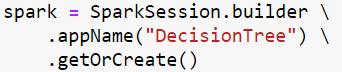 spark = SparkSession.builder \
    .appName("DecisionTree") \
    .getOrCreate()